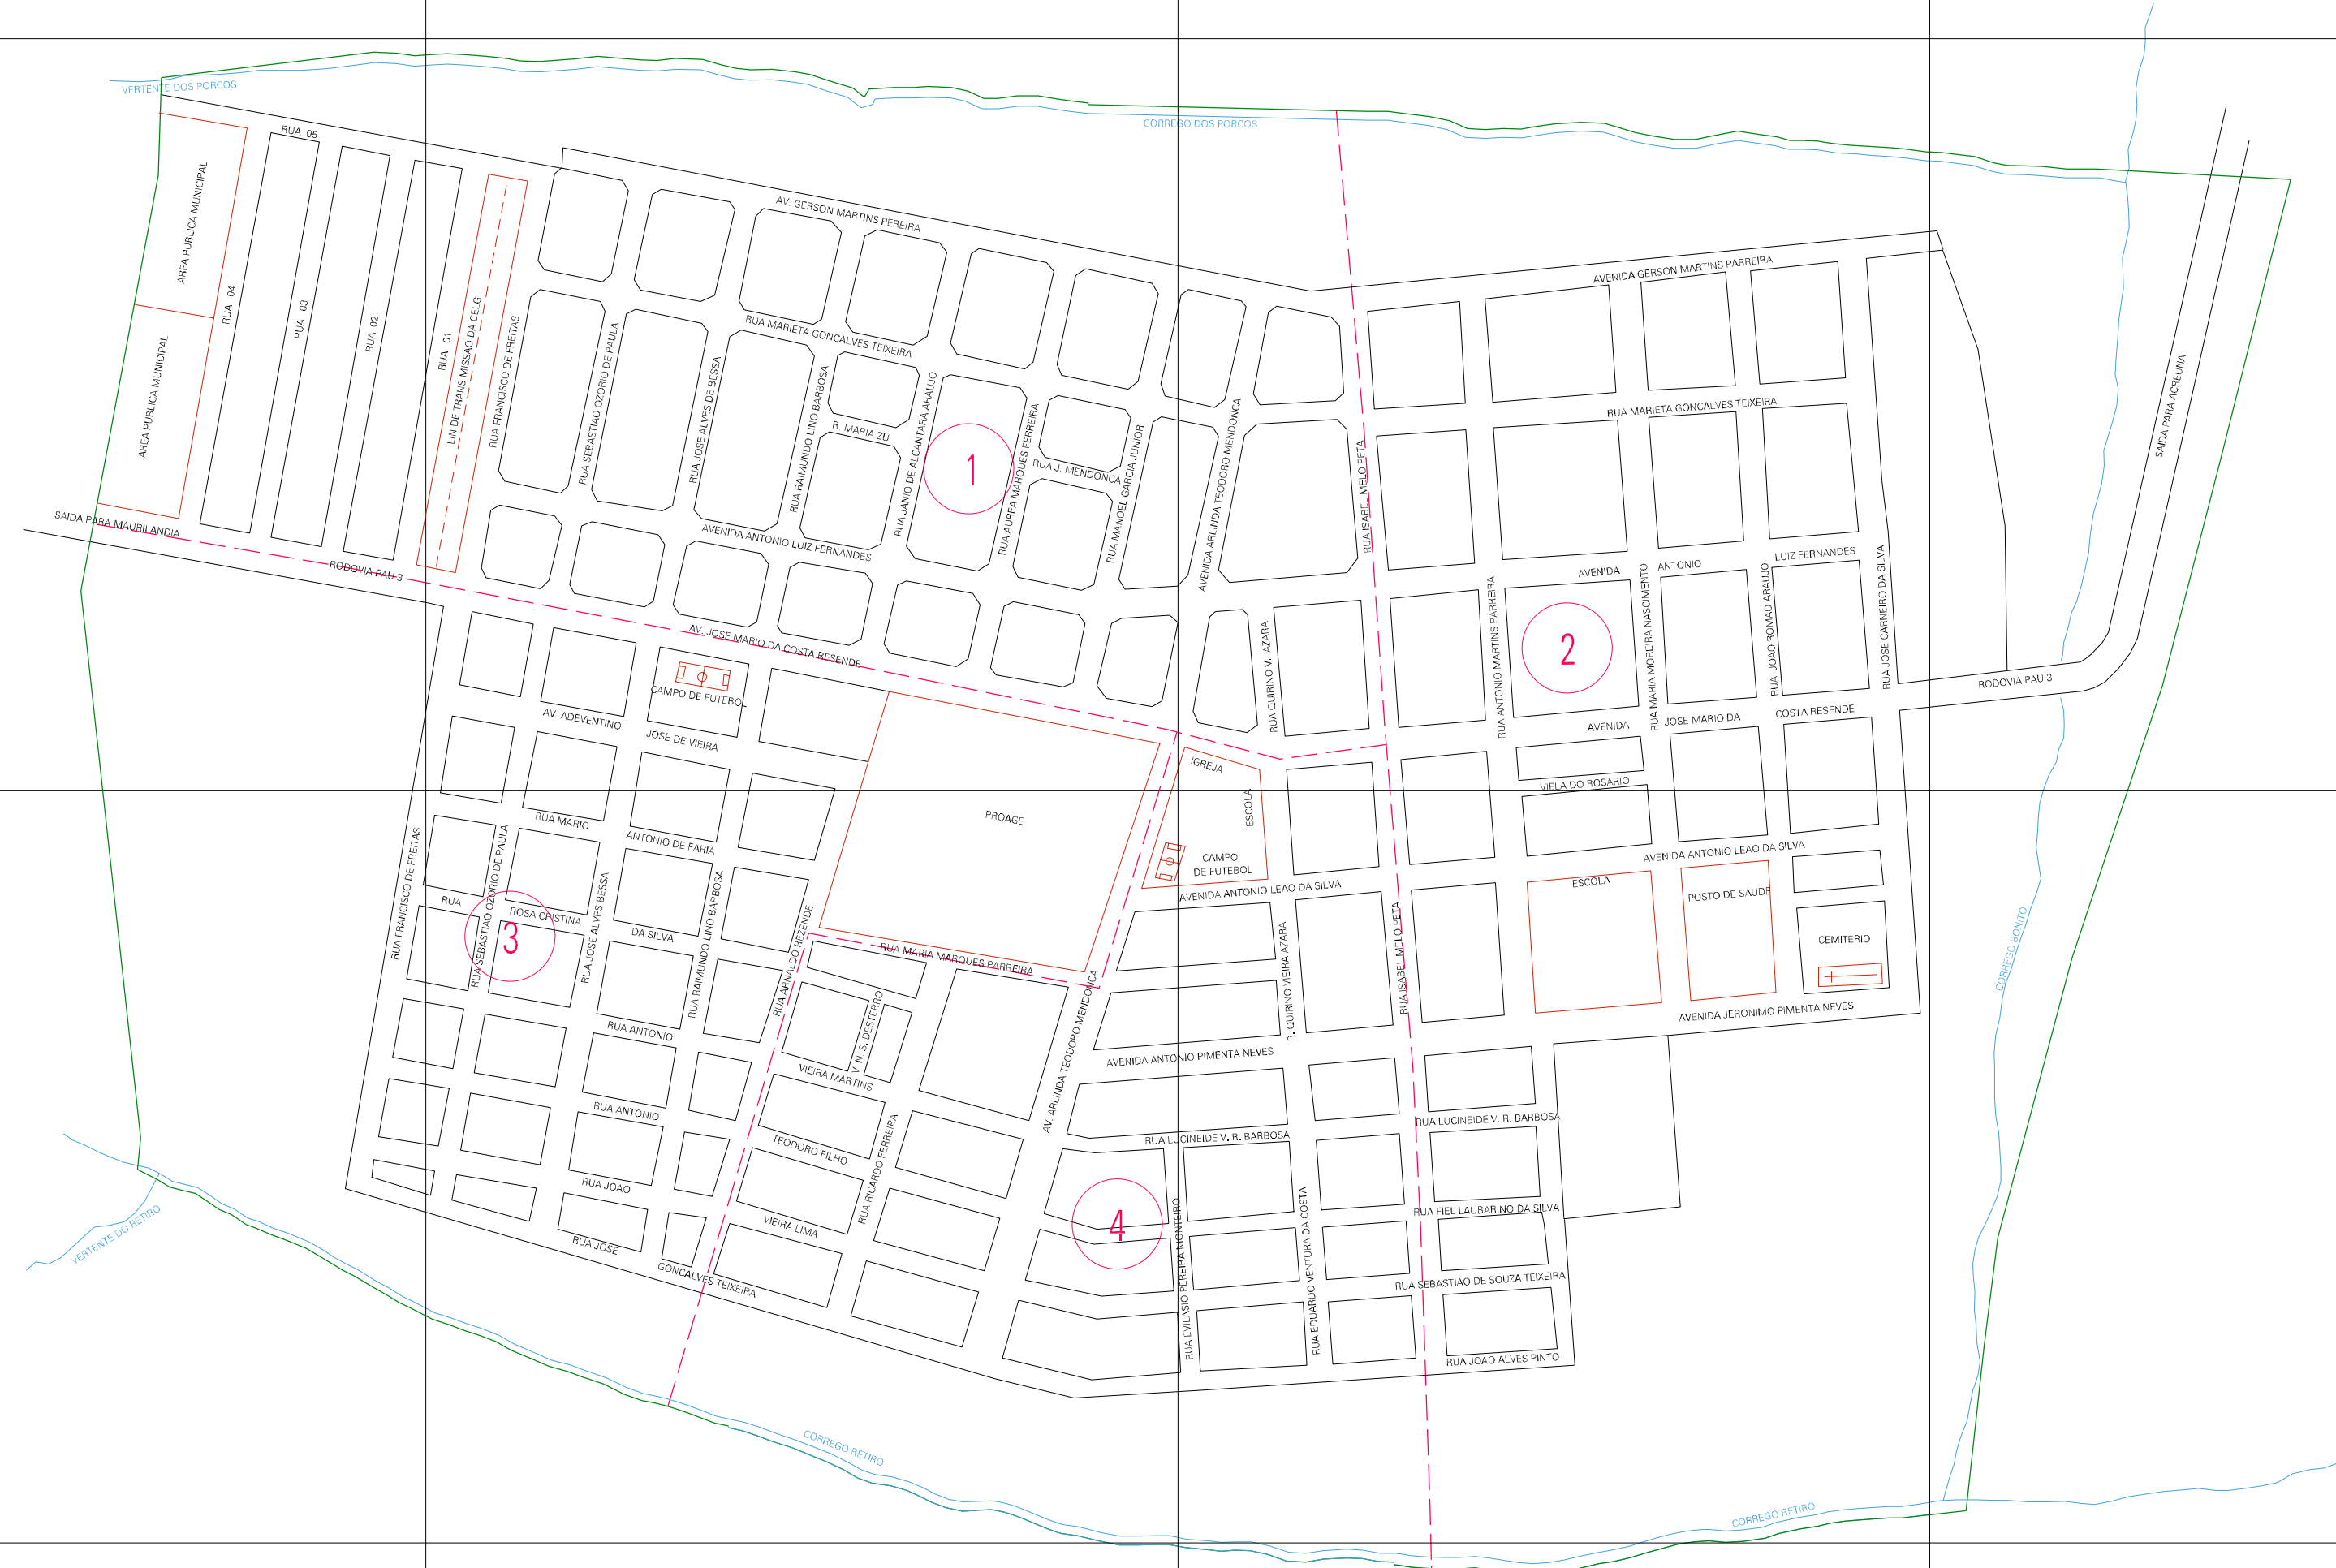 VERTENTE DOS PORCOS
CORREGO DOS PORCOS
RUA 05
AREA PUBLICA MUNICIPAL
AREA PUBLICA MUNICIPAL
RUA 04
RUA 03
RUA 02
RUA 01
LIN DE TRANS MISSAO DA CELG
RUA FRANCISCO DE FREITAS
AV. GERSON MARTINS PEREIRA
AVENIDA GERSON MARTINS PARREIRA
RUA MARIETA GONCALVES TEIXEIRA
RUA MARIETA GONCALVES TEIXEIRA
RUA SEBASTIAO OZORIO DE PAULA
RUA JOSE ALVES DE BESSA
RUA RAIMUNDO LINO BARBOSA
R. MARIA ZU
RUA JANIO DE ALCANTARA ARAUJO
1
RUA AUREA MARQUES FERREIRA
RUA J. MENDONCA
RUA MANOEL GARCIA JUNIOR
AVENIDA ARLINDA TEODORO MENDONCA
RUA ISABEL MELO PETA
SAIDA PARA ACREUNA
SAIDA PARA MAURILANDIA
RODOVIA PAU 3
AVENIDA ANTONIO LUIZ FERNANDES
AVENIDA
ANTONIO
LUIZ FERNANDES
RUA ANTONIO MARTINS PARREIRA
2
RUA MARIA MOREIRA NASCIMENTO
RUA JOAO ROMAO ARAUJO
RUA JOSE CARNEIRO DA SILVA
RUA QUIRINO V. AZARA
AV. JOSE MARIO DA COSTA RESENDE
AVENIDA
JOSE MARIO DA
COSTA RESENDE
RODOVIA PAU 3
CAMPO DE FUTEBOL
AV. ADEVENTINO
JOSE DE VIEIRA
IGREJA
ESCOLA
CAMPO
DE FUTEBOL
PROAGE
VIELA DO ROSARIO
RUA MARIO
ANTONIO DE FARIA
AVENIDA ANTONIO LEAO DA SILVA
AVENIDA ANTONIO LEAO DA SILVA
ESCOLA
POSTO DE SAUDE
CEMITERIO
CORREGO BONITO
RUA FRANCISCO DE FREITAS
RUA SEBASTIAO OZORIO DE PAULA
RUA
ROSA CRISTINA
DA SILVA
3
RUA JOSE ALVES BESSA
RUA RAIMUNDO LINO BARBOSA
RUA ARNALDO REZENDE
RUA MARIA MARQUES PARREIRA
V. N. S. DESTERRO
AV. ARLINDA TEODORO MENDONCA
R. QUIRINO VIEIRA AZARA
RUA ISABEL MELO PETA
AVENIDA JERONIMO PIMENTA NEVES
AVENIDA ANTONIO PIMENTA NEVES
RUA ANTONIO
VIEIRA MARTINS
RUA ANTONIO
TEODORO FILHO
RUA RICARDO FERREIRA
RUA LUCINEIDE V. R. BARBOSA
RUA LUCINEIDE V. R. BARBOSA
RUA JOAO
VIEIRA LIMA
4
RUA EVILASIO PEREIRA MONTEIRO
RUA EDUARDO VENTURA DA COSTA
RUA FIEL LAUBARINO DA SILVA
RUA SEBASTIAO DE SOUZA TEIXEIRA
RUA JOSE
GONCALVES TEIXEIRA
RUA JOAO ALVES PINTO
VERTENTE DO RETIRO
CORREGO RETIRO
CORREGO RETIRO